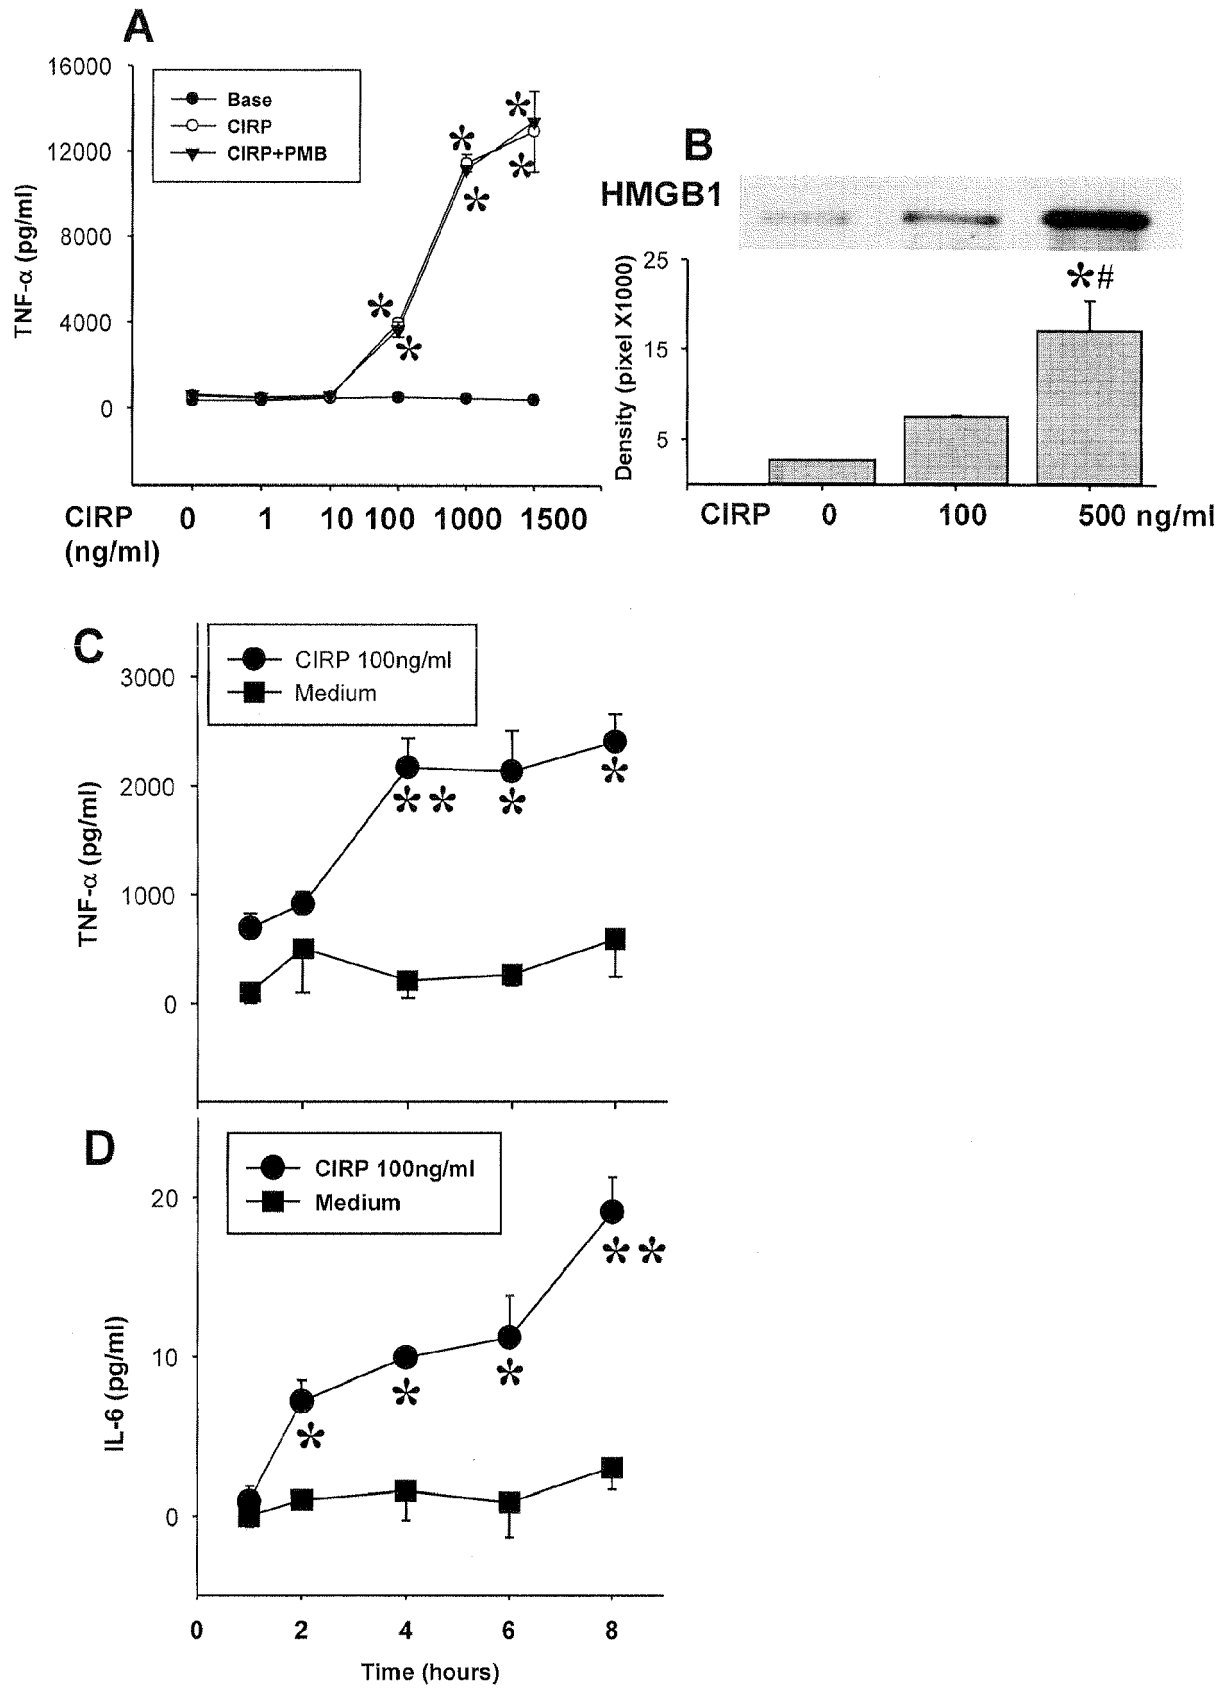 A
16000
12000
8000
4000
0
TNF-α (pg/ml)
Base
CIRP
CIRP+PMB
* * * * * *
CIRP 0 1 10 100 1000 1500
(ng/ml)
B
HMGB1
25
15
5
Density (pixel X1000)
*#
CIRP 0 100 500 ng/ml
C
CIRP 100ng/ml
Medium
3000
2000
1000
0
TNF-α (pg/ml)
** * *
D
CIRP 100ng/ml
Medium
20
10
0
IL-6 (pg/ml)
* * * **
0 2 4 6 8
Time (hours)